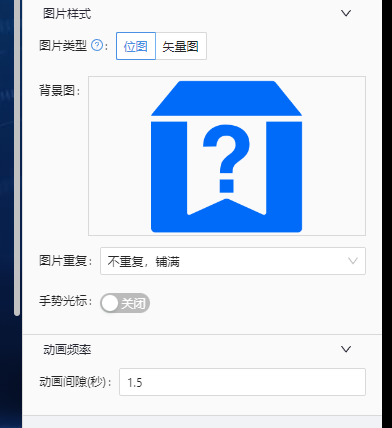 图片样式
图片类型 ? : 位图 矢量图
背景图:
?
图片重复: 不重复，铺满
手势光标: 关闭
动画频率
动画间隙(秒): 1.5